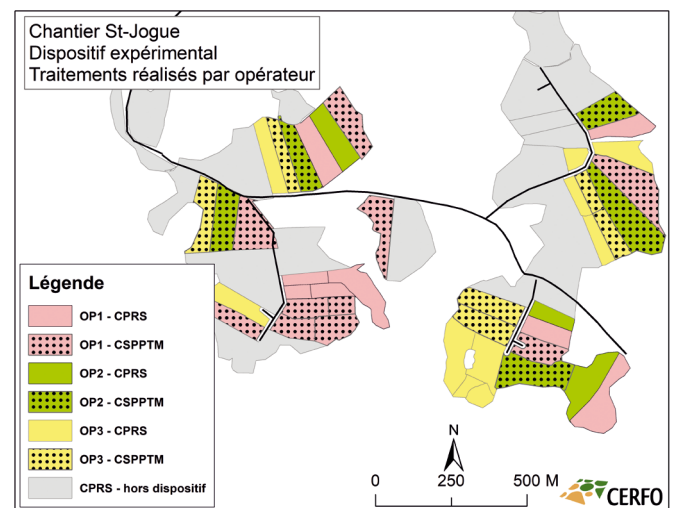 Chantier St-Jogue
Dispositif expérimental
Traitements réalisés par opérateur
Légende
OP1 - CPRS
OP1 - CSPPTM
OP2 - CPRS
OP2 - CSPPTM
OP3 - CPRS
OP3 - CSPPTM
CPRS - hors dispositif
N
0 250 500 M
CERFO